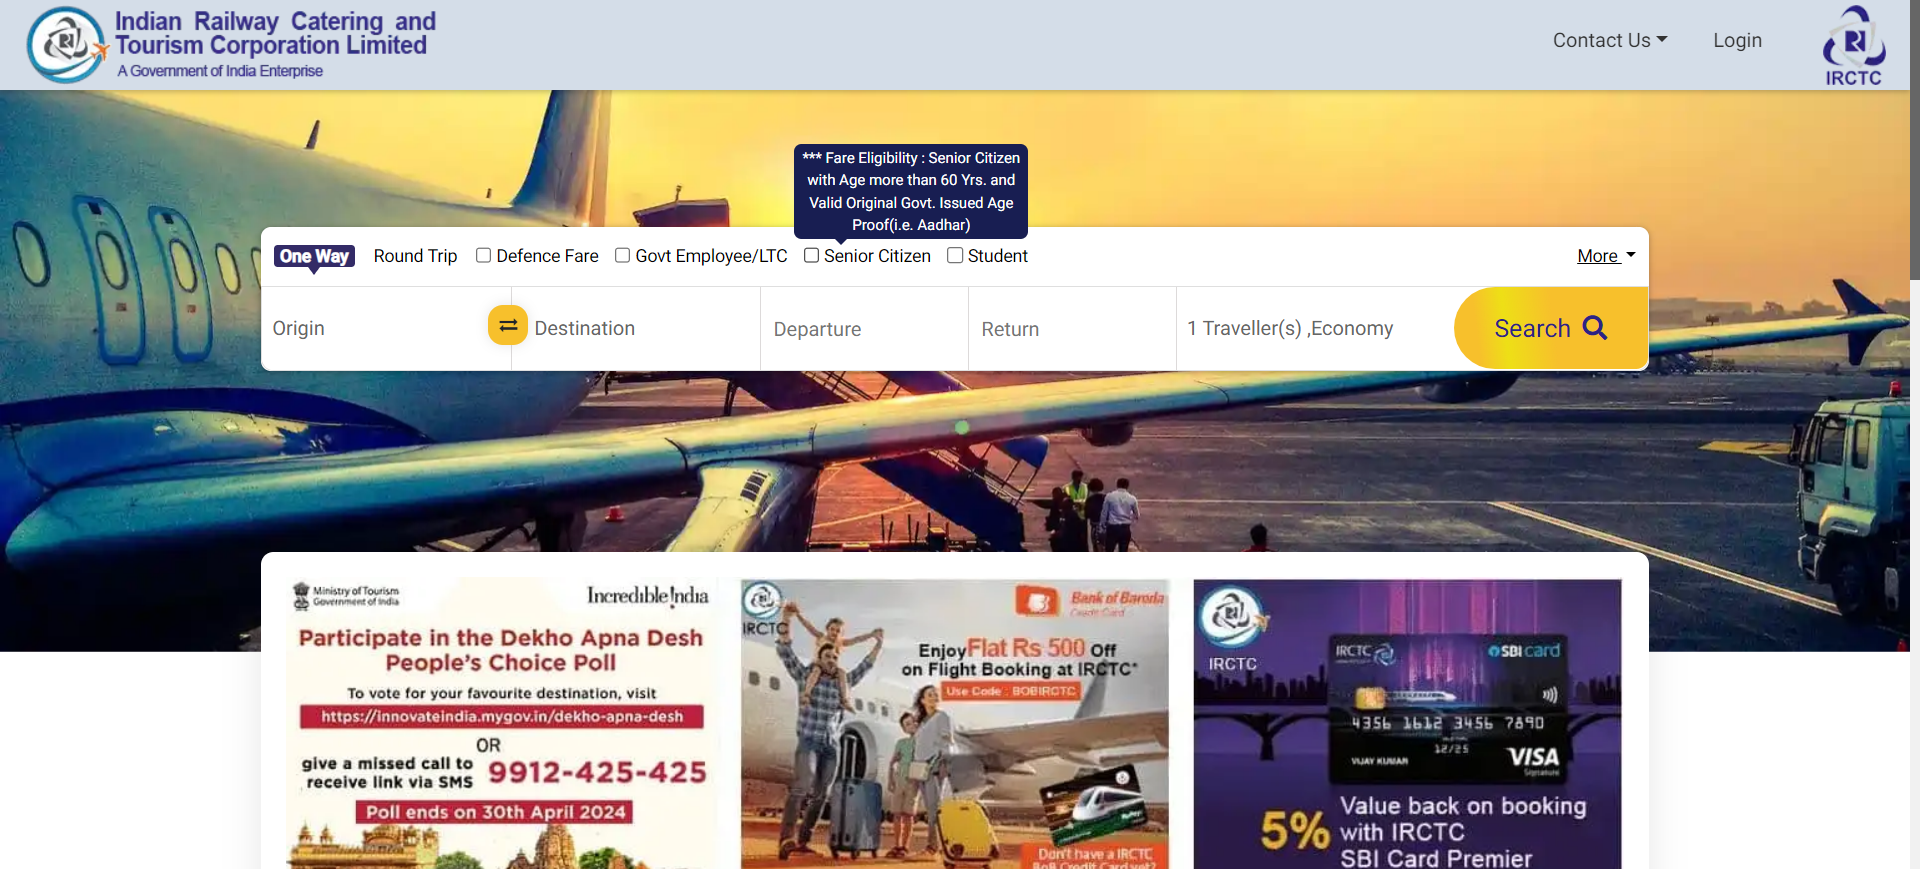 Indian Railway Catering and
Tourism Corporation Limited
A Government of India Enterprise
Contact Us
Login
IRCTC
*** Fare Eligibility : Senior Citizen
with Age more than 60 Yrs. and
Valid Original Govt. Issued Age
Proof(i.e. Aadhar)
One Way
Round Trip
Defence Fare
Govt Employee/LTC
Senior Citizen
Student
More
Origin
Destination
Departure
Return
1 Traveller(s) ,Economy
Search
Ministry of Tourism
Government of India
Incredible!ndia
Participate in the Dekho Apna Desh
People's Choice Poll
To vote for your favourite destination, visit
https://innovateindia.mygov.in/dekho-apna-desh
OR
give a missed call to
receive link via SMS
9912-425-425
Poll ends on 30th April 2024
IRCTC
Bank of Baroda
Credit Card
Enjoy Flat Rs 500 Off
on Flight Booking at IRCTC*
Use Code : BOBIRCTC
Don't have a IRCTC
BoB Credit Card yet?
IRCTC
IRCTC
SBI card
4356 1612 3456 7890
12/25
VIJAY KUMAR
VISA
Signature
5%
Value back on booking
with IRCTC
SBI Card Premier